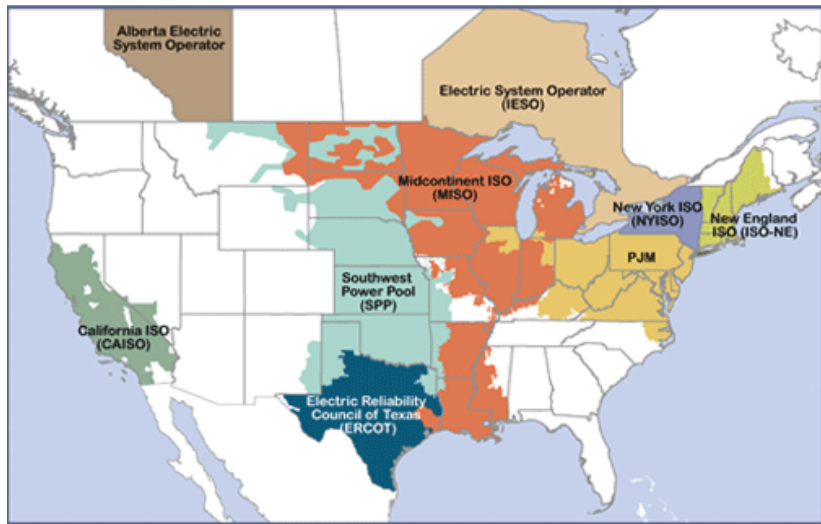 Alberta Electric
System Operator
Electric System Operator
(IESO)
Midcontinent ISO
(MISO)
New York ISO
(NYISO)
New England
ISO (ISO-NE)
PJM
Southwest
Power Pool
(SPP)
California ISO
(CAISO)
Electric Reliability
Council of Texas
(ERCOT)